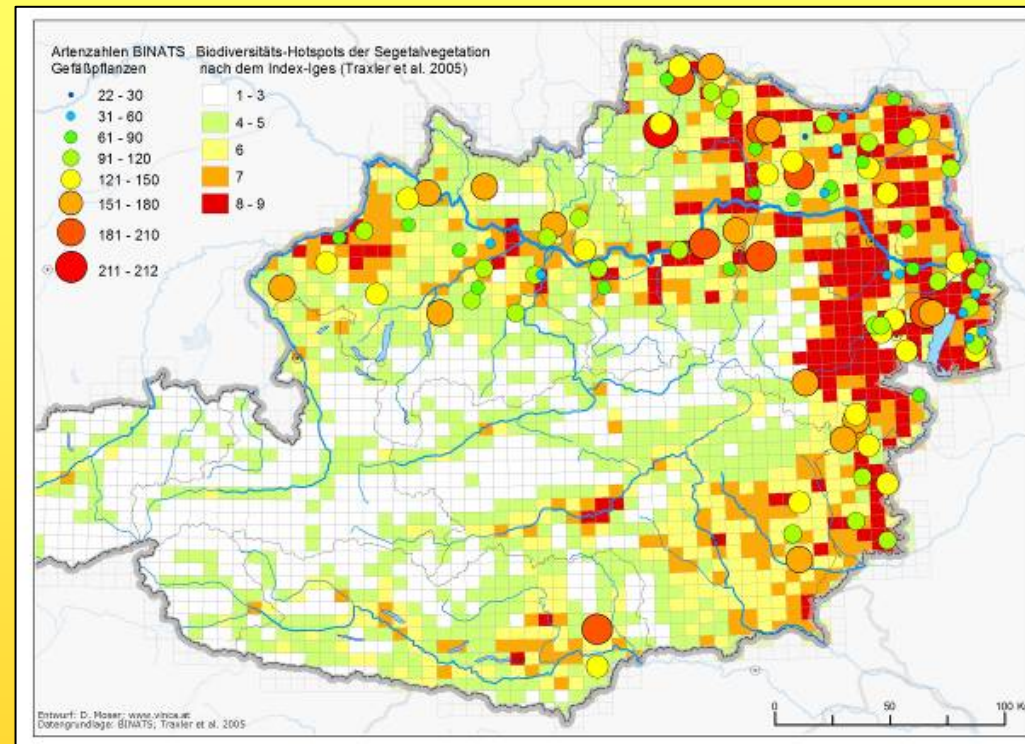 Artenzahlen BINATS
Gefäßpflanzen
22 - 30
31 - 60
61 - 90
91 - 120
121 - 150
151 - 180
181 - 210
211 - 212
Biodiversitäts-Hotspots der Segetalvegetation
nach dem Index-Iges (Traxler et al. 2005)
1 - 3
4 - 5
6
7
8 - 9
Entwurf: D. Moser; www.vinca.at
Datengrundlage: BINATS; Traxler et al. 2005
0 50 100 K